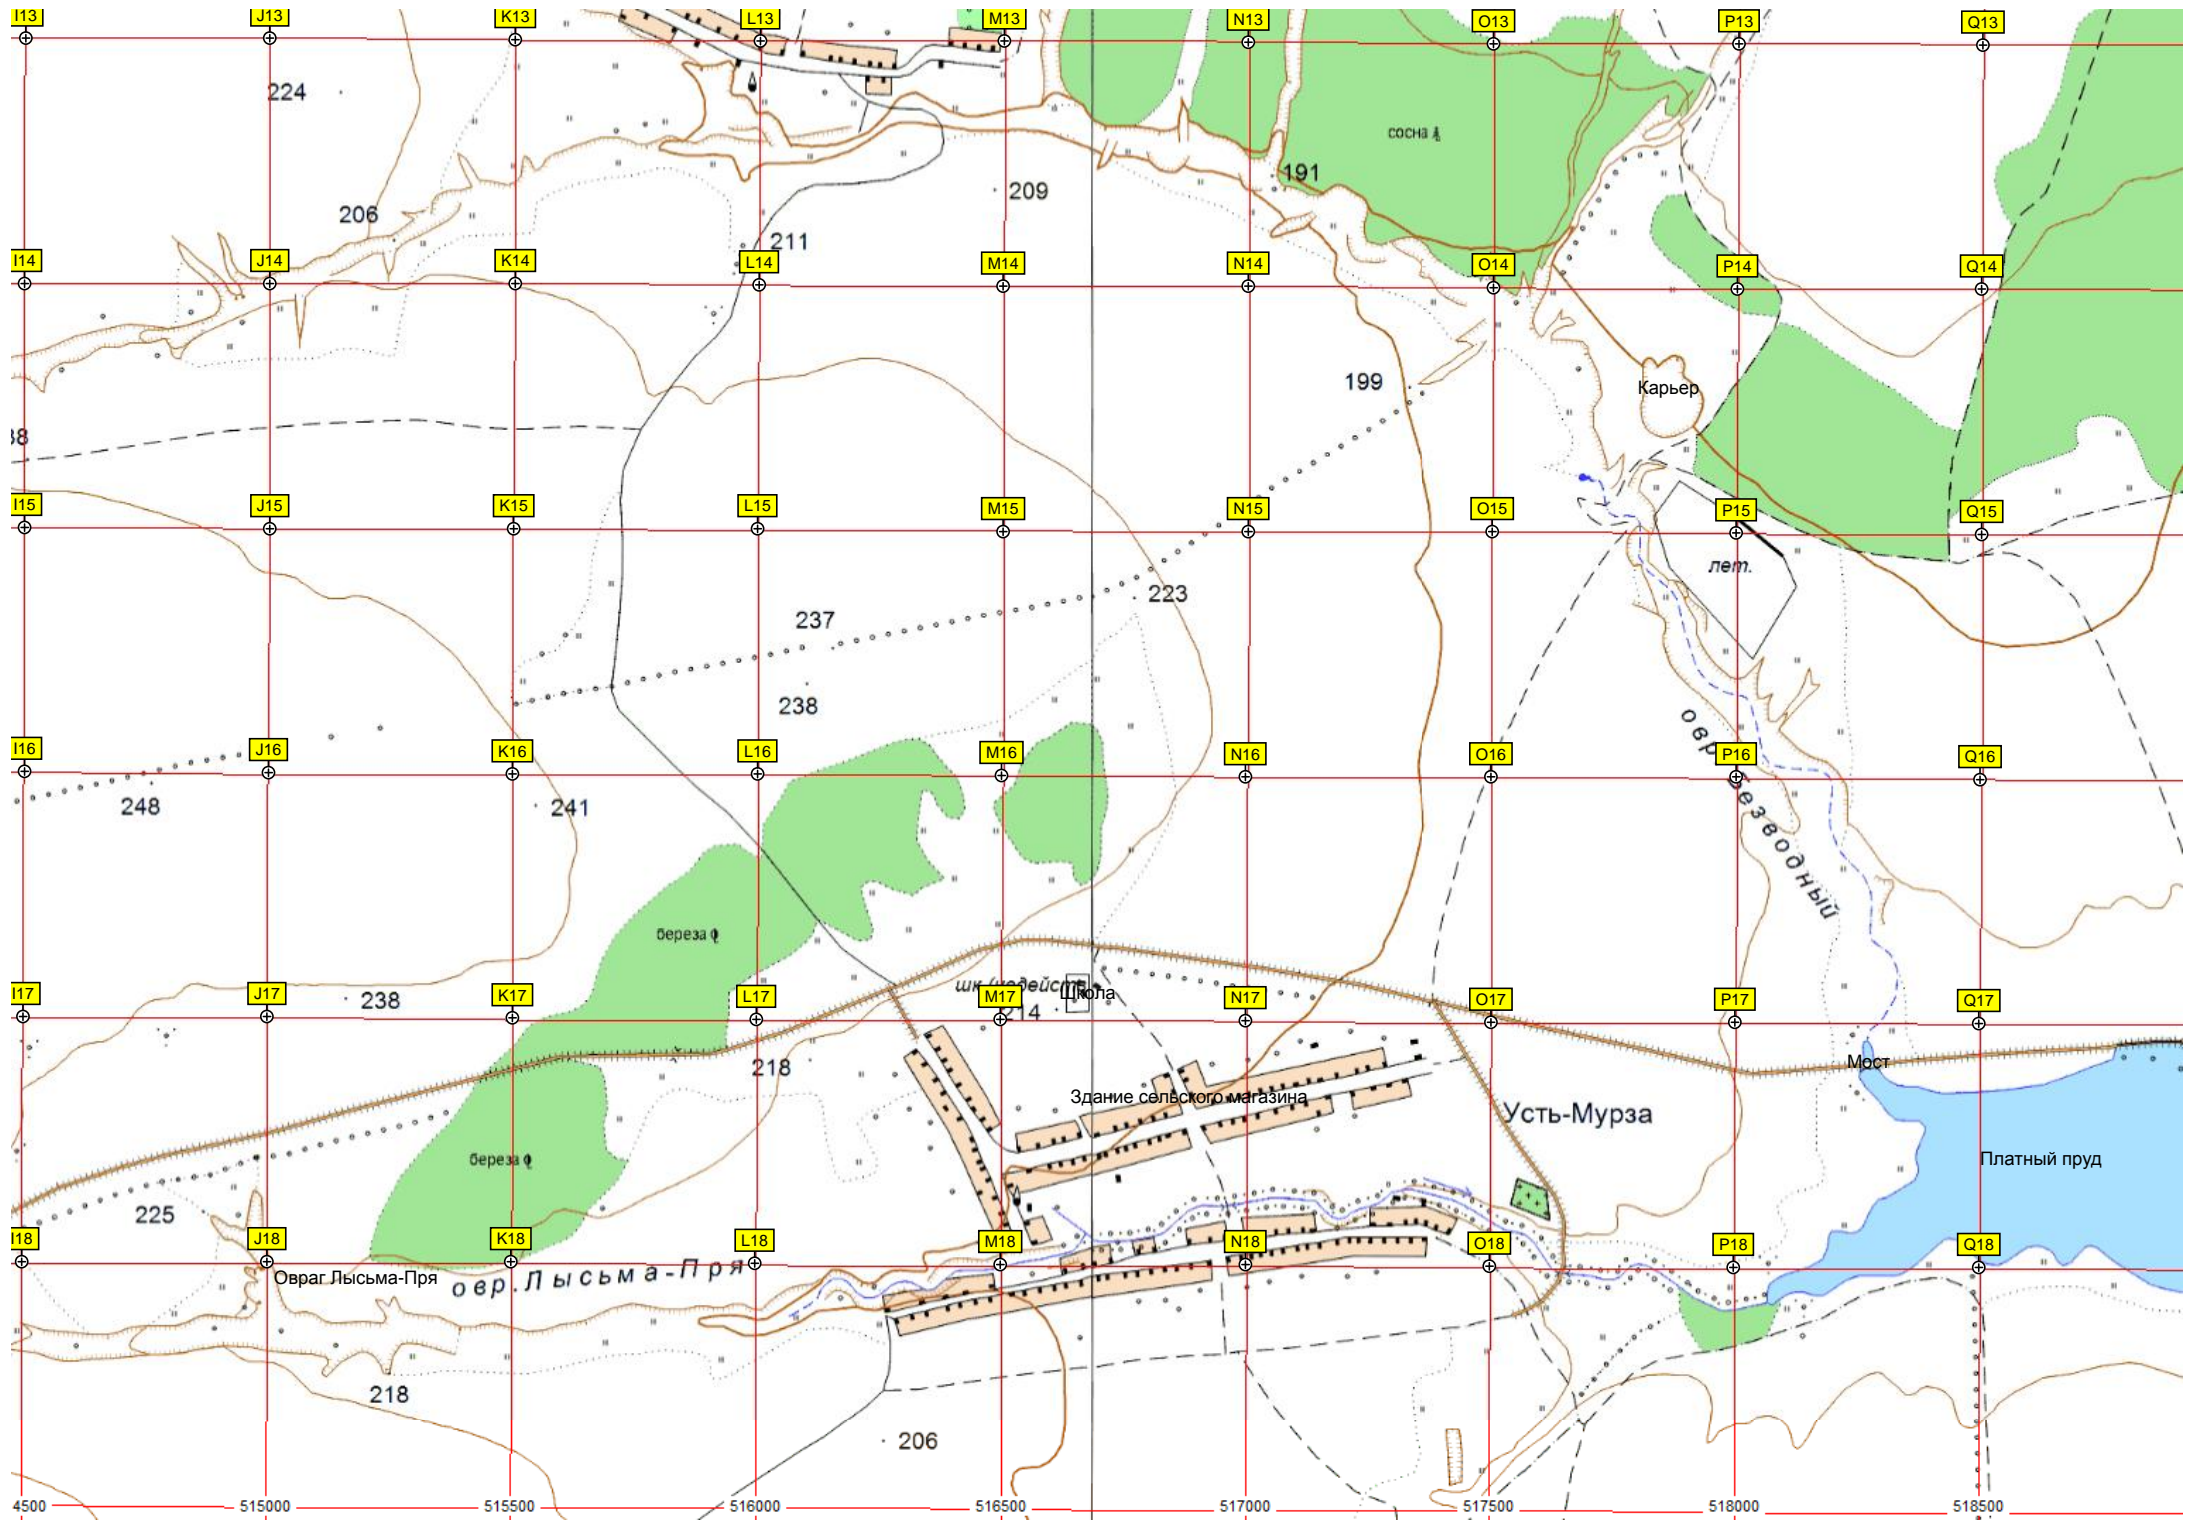 I13 J13 K13 L13 M13 N13 O13 P13 Q13
224
сосна
191
209
206
211
I14 J14 K14 L14 M14 N14 O14 P14 Q14
199
Карьер
38
I15 J15 K15 L15 M15 N15 O15 P15 Q15
лет.
223
237
238
овр. Безводный
I16 J16 K16 L16 M16 N16 O16 P16 Q16
248
241
береза
шк. (недейств.)
Школа
I17 J17 K17 L17 M17 N17 O17 P17 Q17
238
214
218
Мост
Здание сельского магазина
Усть-Мурза
береза
Платный пруд
225
I18 J18 K18 L18 M18 N18 O18 P18 Q18
Овраг Лысьма-Пря
овр. Лысьма-Пря
218
206
4500 515000 515500 516000 516500 517000 517500 518000 518500